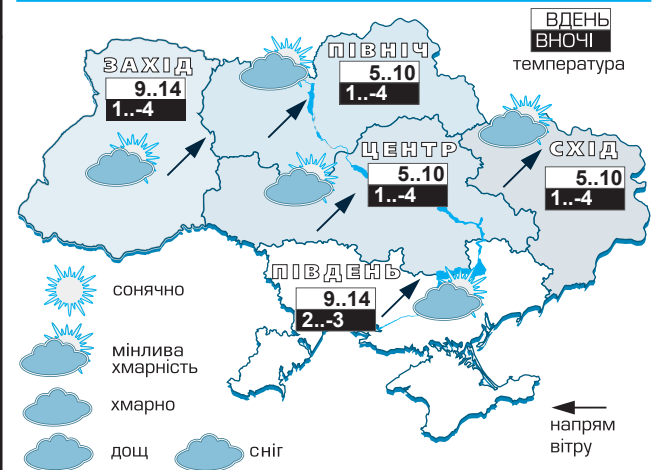 ВДЕНЬ
ВНОЧІ
температура
ЗАХІД
9..14
1..-4
ПІВНІЧ
5..10
1..-4
ЦЕНТР
5..10
1..-4
СХІД
5..10
1..-4
ПІВДЕНЬ
9..14
2..-3
сонячно
мінлива
хмарність
хмарно
дощ
сніг
напрям
вітру